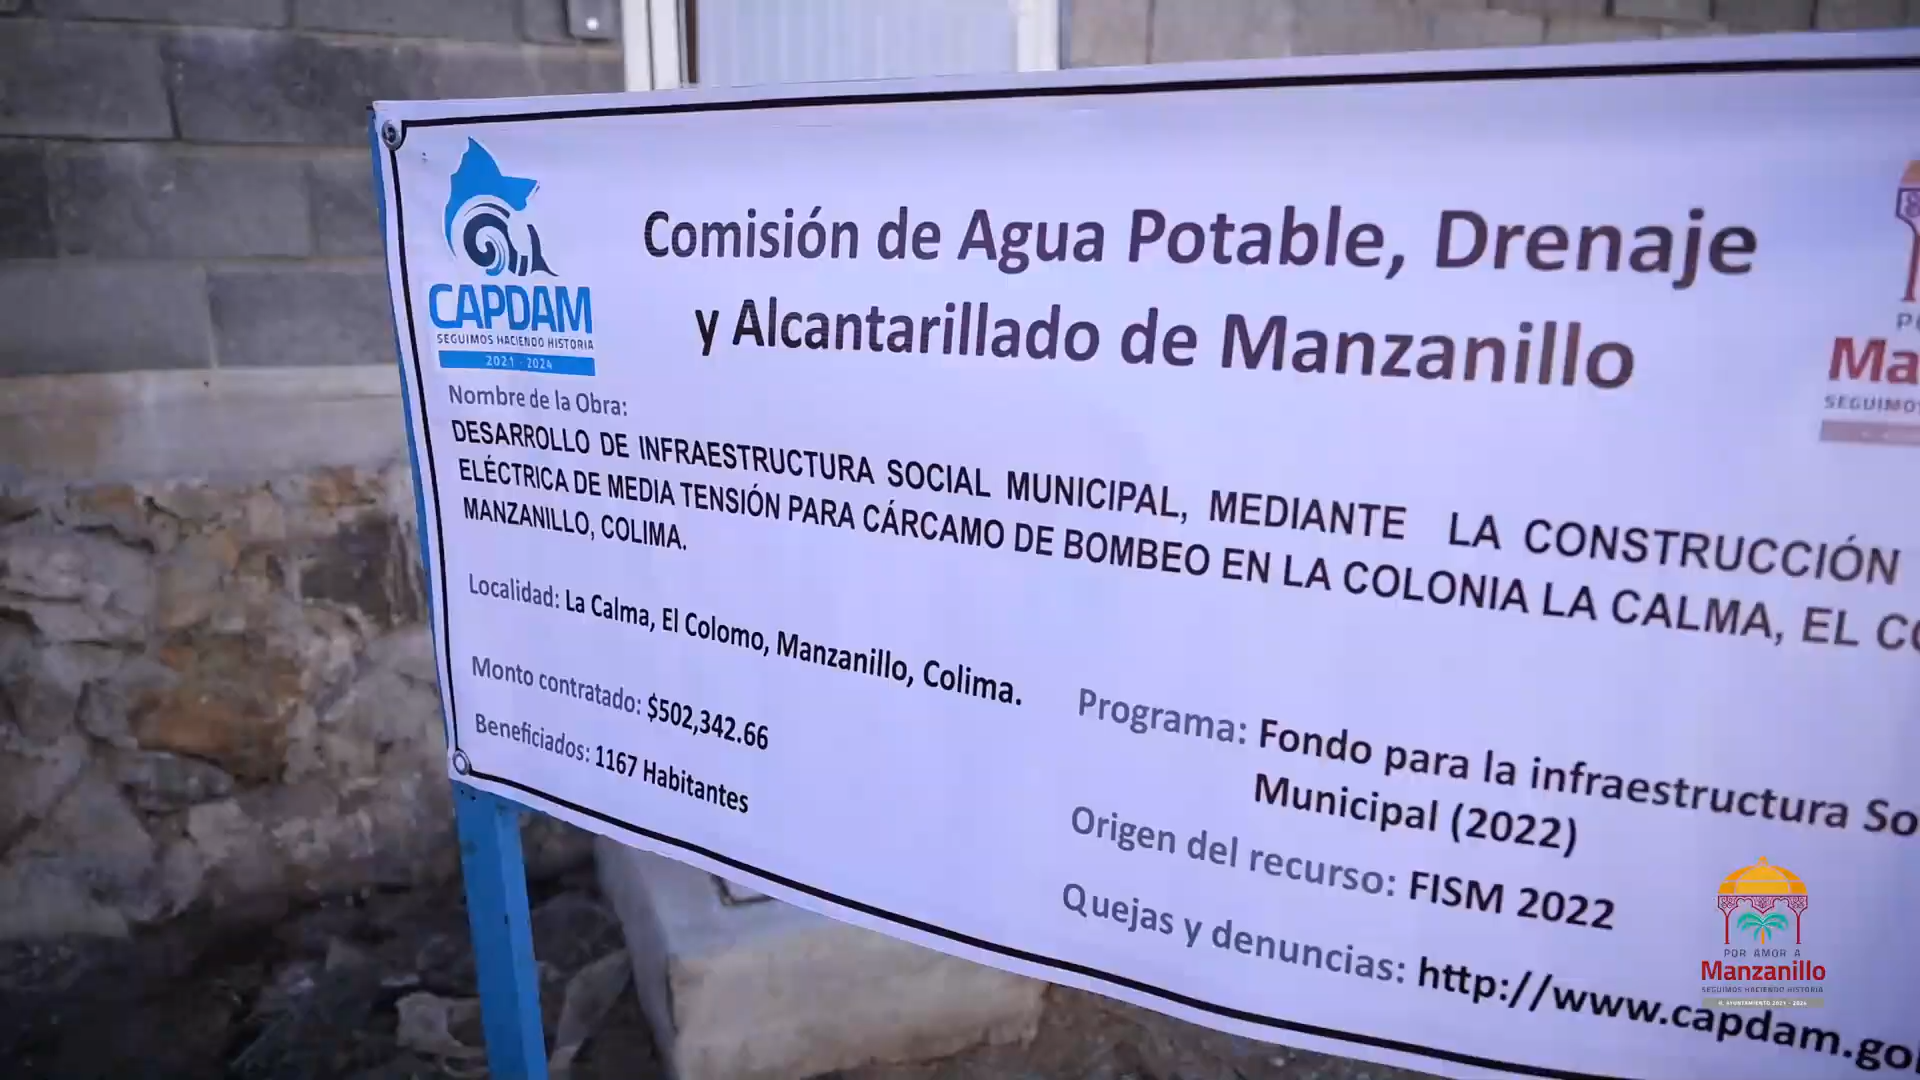 CAPDAM
SEGUIMOS HACIENDO HISTORIA
2021 - 2024
Comisión de Agua Potable, Drenaje
y Alcantarillado de Manzanillo
Nombre de la Obra:
DESARROLLO DE INFRAESTRUCTURA SOCIAL MUNICIPAL, MEDIANTE LA CONSTRUCCIÓN
ELÉCTRICA DE MEDIA TENSIÓN PARA CÁRCAMO DE BOMBEO EN LA COLONIA LA CALMA, EL
MANZANILLO, COLIMA.
Localidad: La Calma, El Colomo, Manzanillo, Colima.
Monto contratado: $502,342.66
Beneficiados: 1167 Habitantes
Programa: Fondo para la infraestructura So
Municipal (2022)
Origen del recurso: FISM 2022
Quejas y denuncias: http://www.capdam.go
Ma
SEGUIMOS
POR AMOR A
Manzanillo
SEGUIMOS HACIENDO HISTORIA
H. AYUNTAMIENTO 2021 - 2024